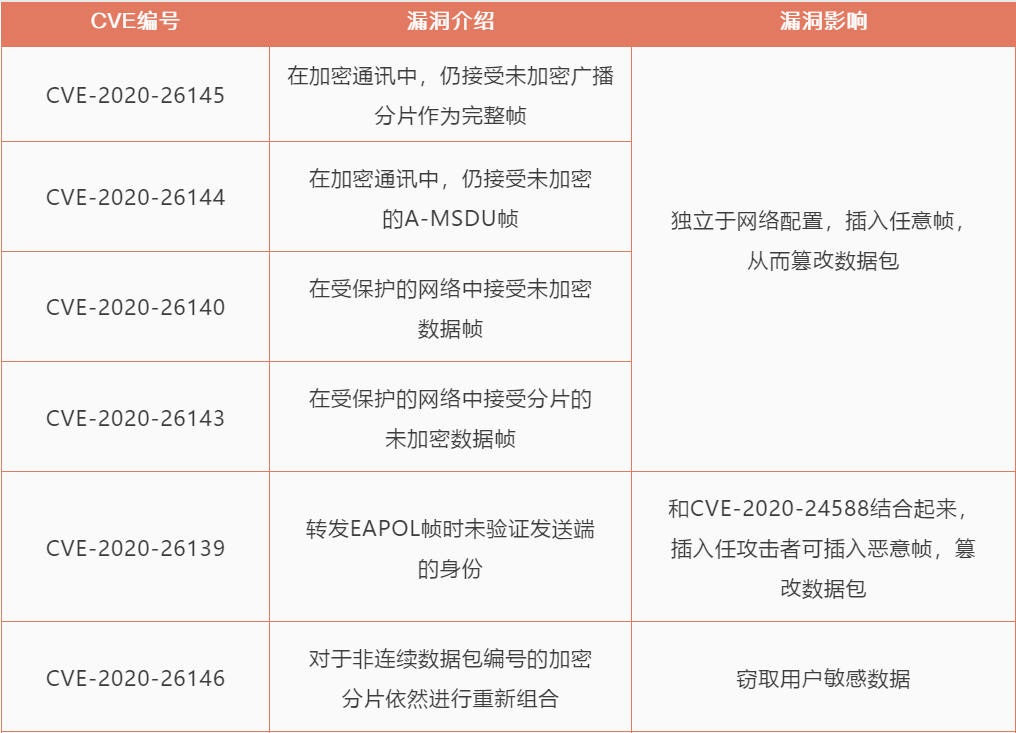 CVE编号
漏洞介绍
漏洞影响
CVE-2020-26145
在加密通讯中，仍接受未加密广播
分片作为完整帧
独立于网络配置，插入任意帧，
从而篡改数据包
CVE-2020-26144
在加密通讯中，仍接受未加密
的A-MSDU帧
CVE-2020-26140
在受保护的网络中接受未加密
数据帧
CVE-2020-26143
在受保护的网络中接受分片的
未加密数据帧
CVE-2020-26139
转发EAPOL帧时未验证发送端
的身份
和CVE-2020-24588结合起来，
插入任攻击者可插入恶意帧，篡
改数据包
CVE-2020-26146
对于非连续数据包编号的加密
分片依然进行重新组合
窃取用户敏感数据